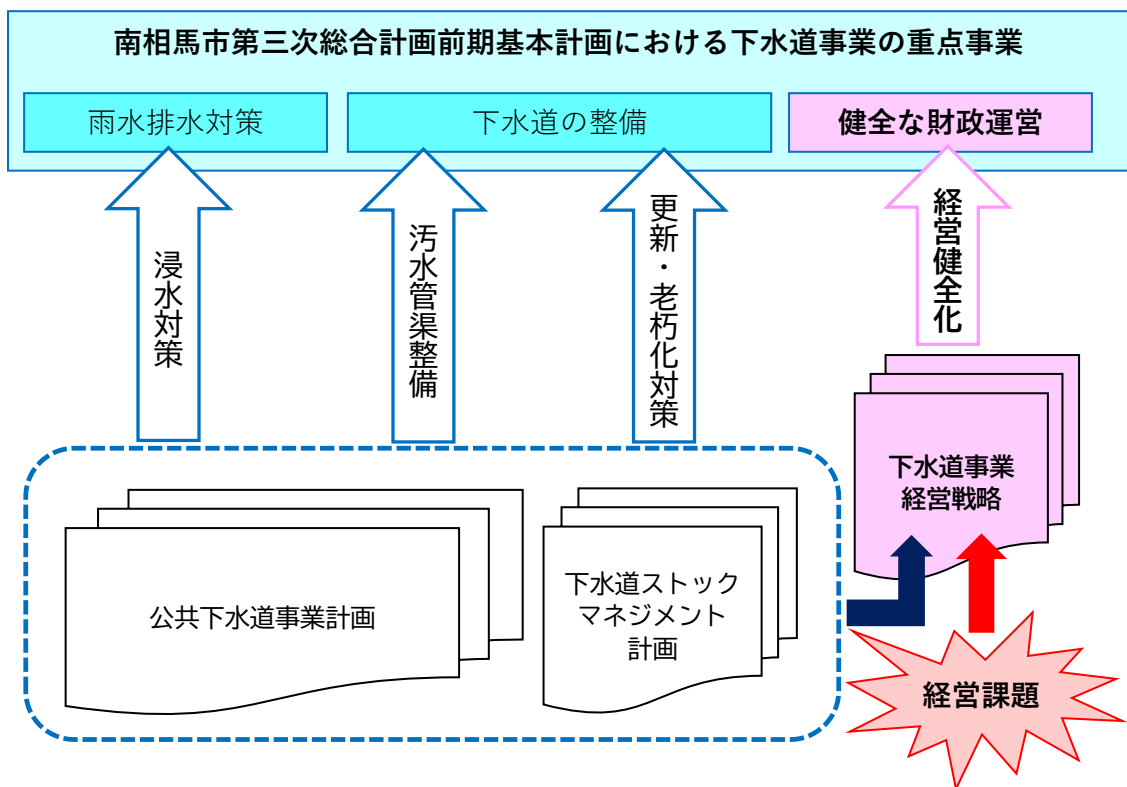 南相馬市第三次総合計画前期基本計画における下水道事業の重点事業
雨水排水対策
下水道の整備
健全な財政運営
浸水対策
汚水管渠整備
更新・老朽化対策
経営健全化
下水道事業
経営戦略
公共下水道事業計画
下水道ストック
マネジメント
計画
経営課題